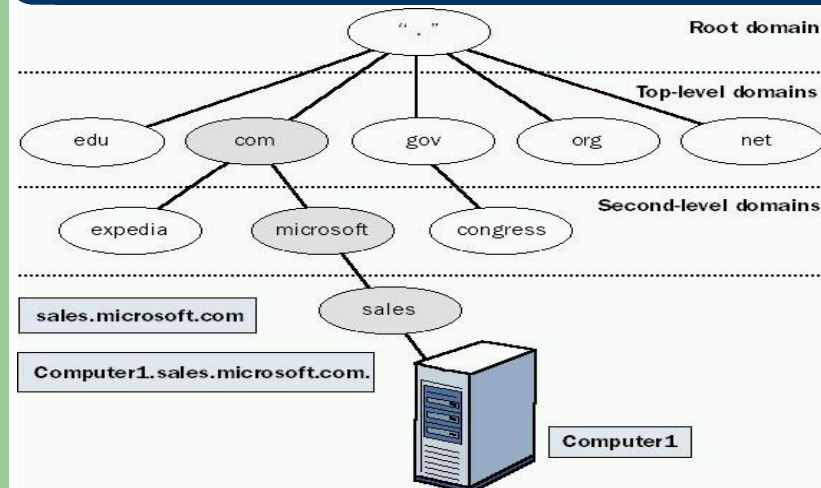 " . "
Root domain
Top-level domains
edu com gov org net
Second-level domains
expedia microsoft congress
sales.microsoft.com
sales
Computer1.sales.microsoft.com.
Computer1